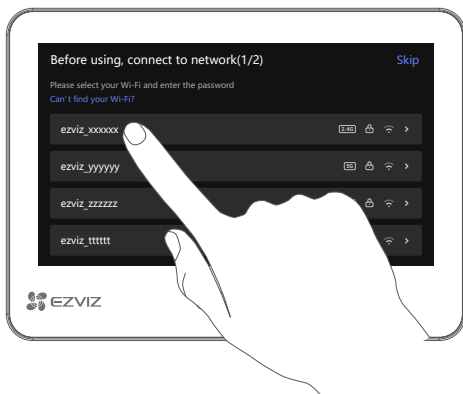 Before using, connect to network(1/2) Skip
Please select your Wi-Fi and enter the password
Can't find your Wi-Fi?
ezviz_xxxxxx 2.4G
ezviz_yyyyyy 5G
ezviz_zzzzzz
ezviz_tttttt
EZVIZ